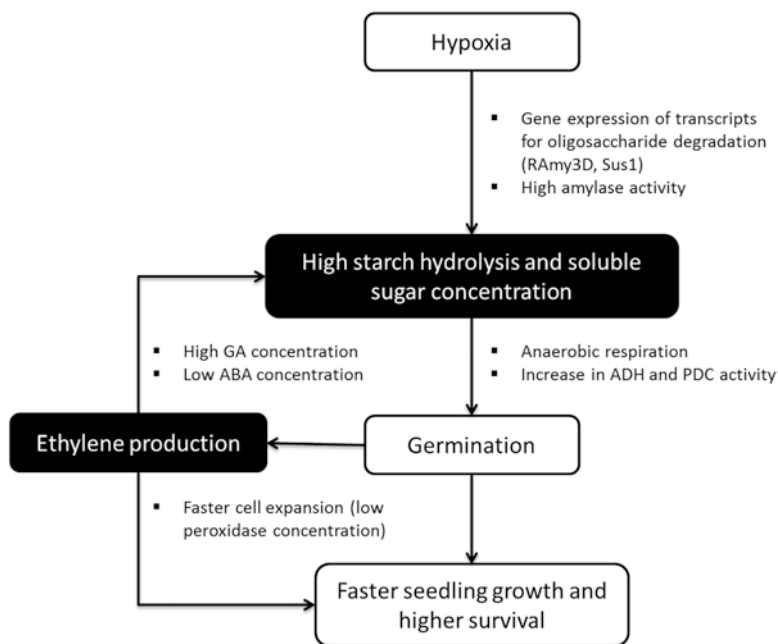 Hypoxia
▪ Gene expression of transcripts
for oligosaccharide degradation
(RAmy3D, Sus1)
▪ High amylase activity
High starch hydrolysis and soluble
sugar concentration
▪ High GA concentration
▪ Low ABA concentration
▪ Anaerobic respiration
▪ Increase in ADH and PDC activity
Ethylene production
Germination
▪ Faster cell expansion (low
peroxidase concentration)
Faster seedling growth and
higher survival